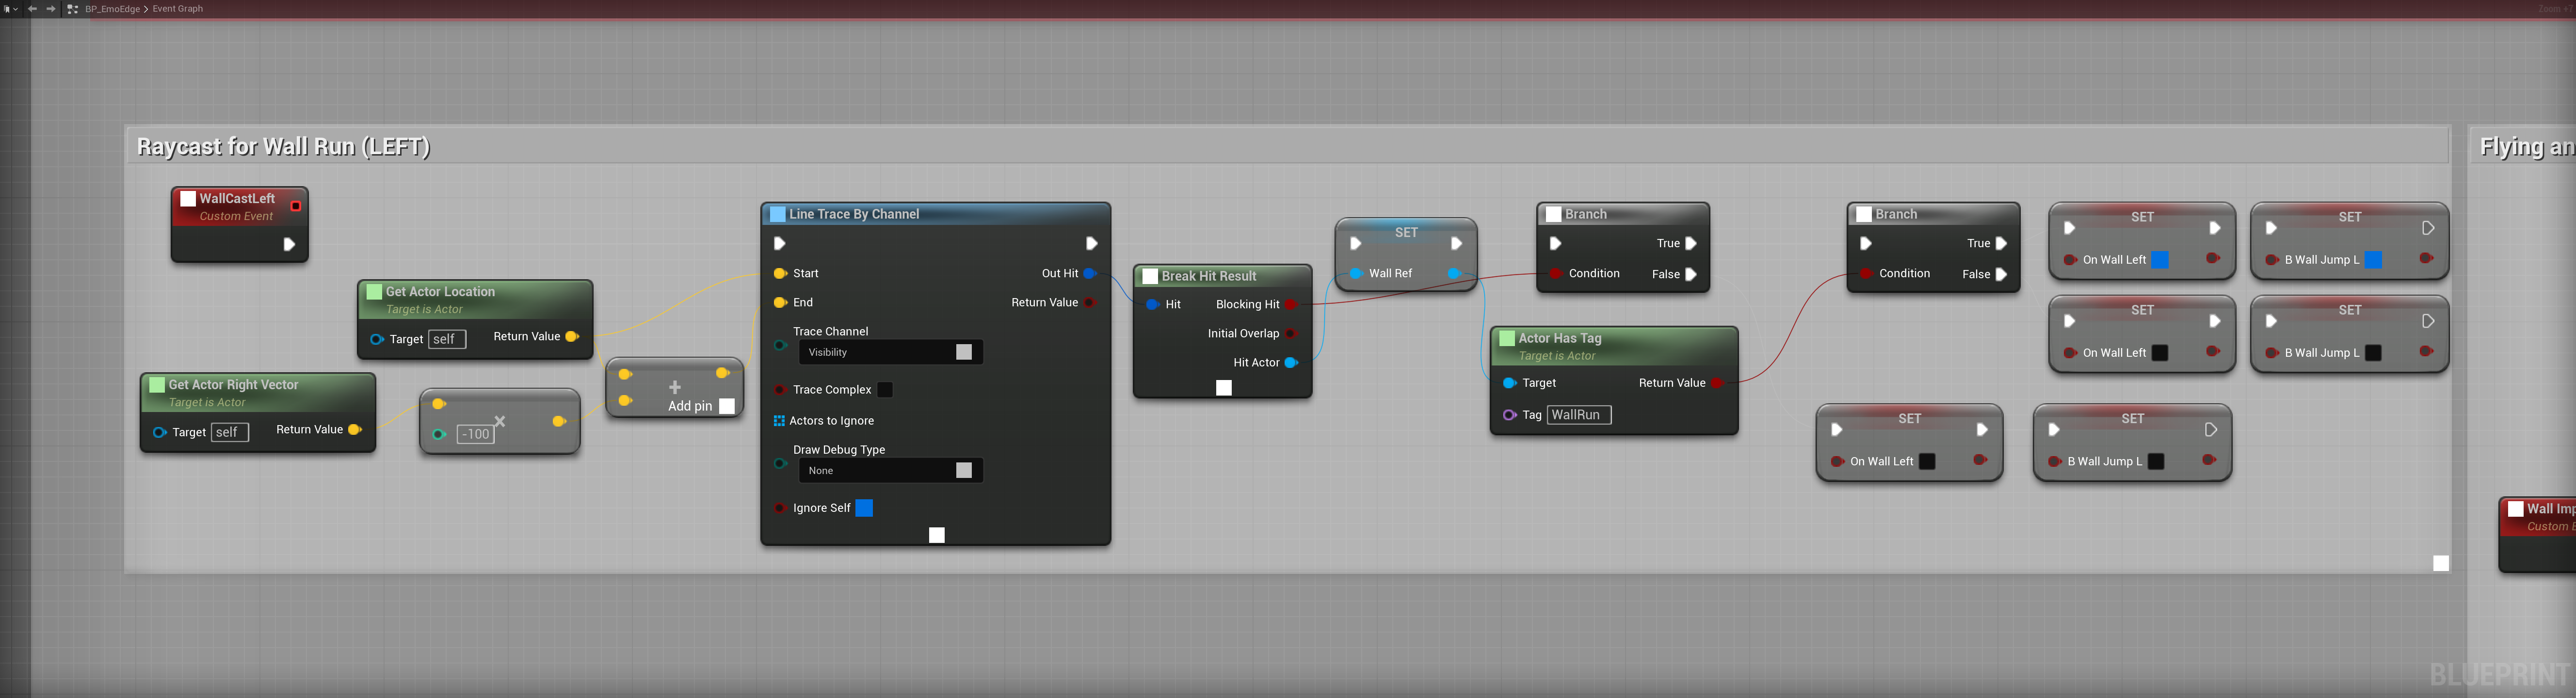 BP_EmoEdge > Event Graph
Zoom +7
Raycast for Wall Run (LEFT)
Flying an
WallCastLeft
Custom Event
Get Actor Location
Target is Actor
Target self
Return Value
Get Actor Right Vector
Target is Actor
Target self
Return Value
-100
×
+
Add pin
Line Trace By Channel
Start
Out Hit
End
Return Value
Trace Channel
Visibility
Trace Complex
Actors to Ignore
Draw Debug Type
None
Ignore Self
Break Hit Result
Hit
Blocking Hit
Initial Overlap
Hit Actor
SET
Wall Ref
Branch
True
Condition
False
Actor Has Tag
Target is Actor
Target
Return Value
Tag WallRun
Branch
True
Condition
False
SET
On Wall Left
SET
B Wall Jump L
SET
On Wall Left
SET
B Wall Jump L
SET
On Wall Left
SET
B Wall Jump L
Wall Imp
Custom E
BLUEPRINT